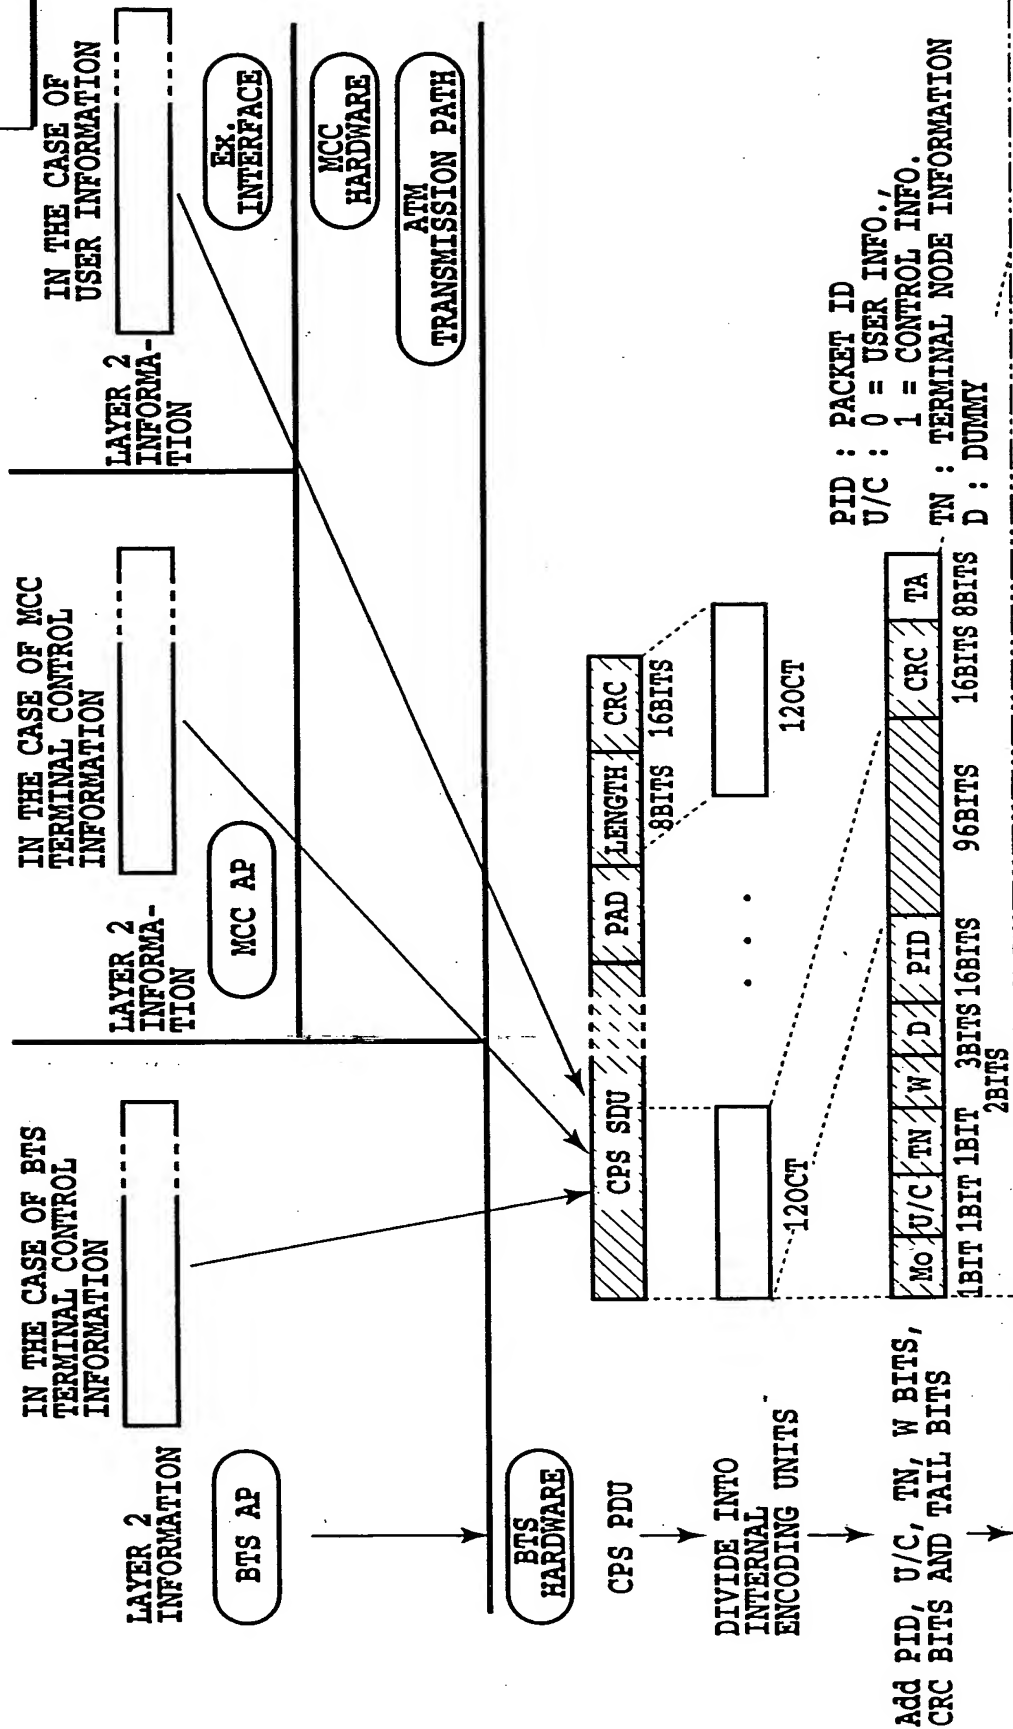 IN THE CASE OF BTS
TERMINAL CONTROL
INFORMATION
LAYER 2
INFORMATION
BTS AP
IN THE CASE OF MCC
TERMINAL CONTROL
INFORMATION
LAYER 2
INFORMA-
TION
MCC AP
IN THE CASE OF
USER INFORMATION
LAYER 2
INFORMA-
TION
Ex.
INTERFACE
MCC
HARDWARE
ATM
TRANSMISSION PATH
BTS
HARDWARE
CPS PDU
CPS SDU
PAD
LENGTH
CRC
8BITS
16BITS
DIVIDE INTO
INTERNAL
ENCODING UNITS
12OCT
. . .
12OCT
PID : PACKET ID
U/C : 0 = USER INFO.,
1 = CONTROL INFO.
TN : TERMINAL NODE INFORMATION
D : DUMMY
Add PID, U/C, TN, W BITS,
CRC BITS AND TAIL BITS
Mo
U/C
TN
W
D
PID
CRC
TA
1BIT
1BIT
1BIT
2BITS
3BITS
16BITS
96BITS
16BITS
8BITS